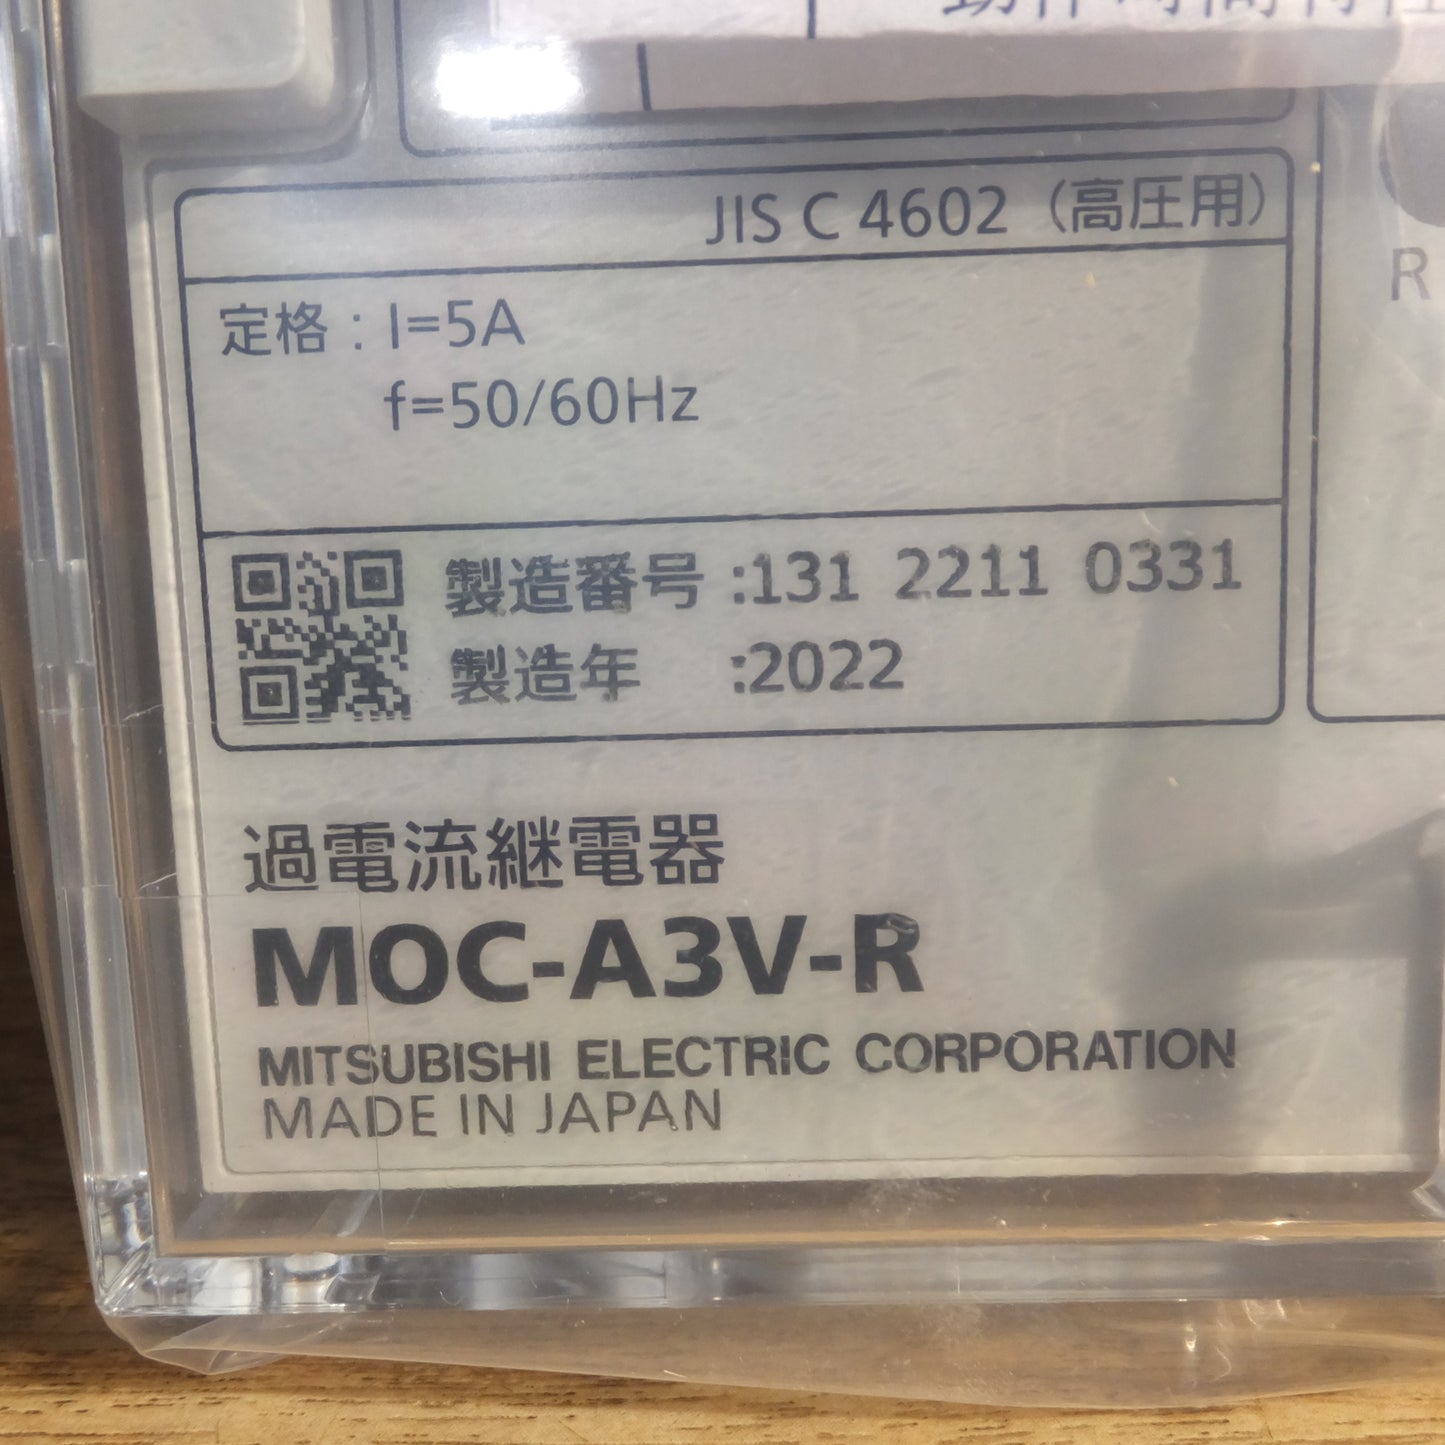 JIS C 4602（高圧用）
定格：I=5A
f=50/60Hz
製造番号 :131 2211 0331
製造年 :2022
R
過電流継電器
MOC-A3V-R
MITSUBISHI ELECTRIC CORPORATION
MADE IN JAPAN